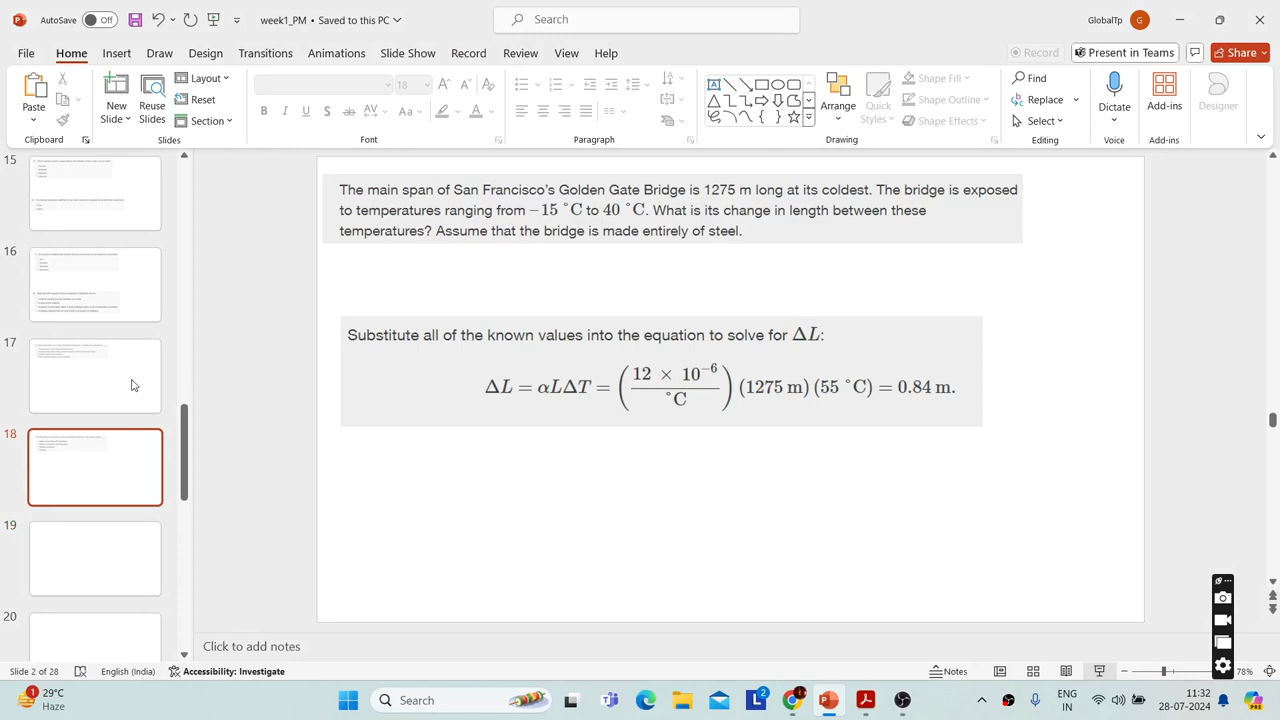 AutoSave Off week1_PM • Saved to this PC Search GlobalTp G
File Home Insert Draw Design Transitions Animations Slide Show Record Review View Help Record Present in Teams Share
Paste New Slide Reuse Slides Layout Reset Section 18 B I U S AV Aa A Arrange Quick Styles Shape Fill Shape Outline Shape Effects Find Replace Select Dictate Add-ins Designer
Clipboard Slides Font Paragraph Drawing Editing Voice Add-ins
15
16
17
18
19
20
The main span of San Francisco's Golden Gate Bridge is 1275 m long at its coldest. The bridge is exposed
to temperatures ranging from −15 °C to 40 °C. What is its change in length between these
temperatures? Assume that the bridge is made entirely of steel.
Substitute all of the known values into the equation to solve for ΔL:
ΔL = αLΔT = (12 × 10⁻⁶ / °C) (1275 m) (55 °C) = 0.84 m.
Click to add notes
Slide 2 of 28 English (India) Accessibility: Investigate Notes 78%
1 29°C Haze Search 2 ENG IN 11:32 28-07-2024